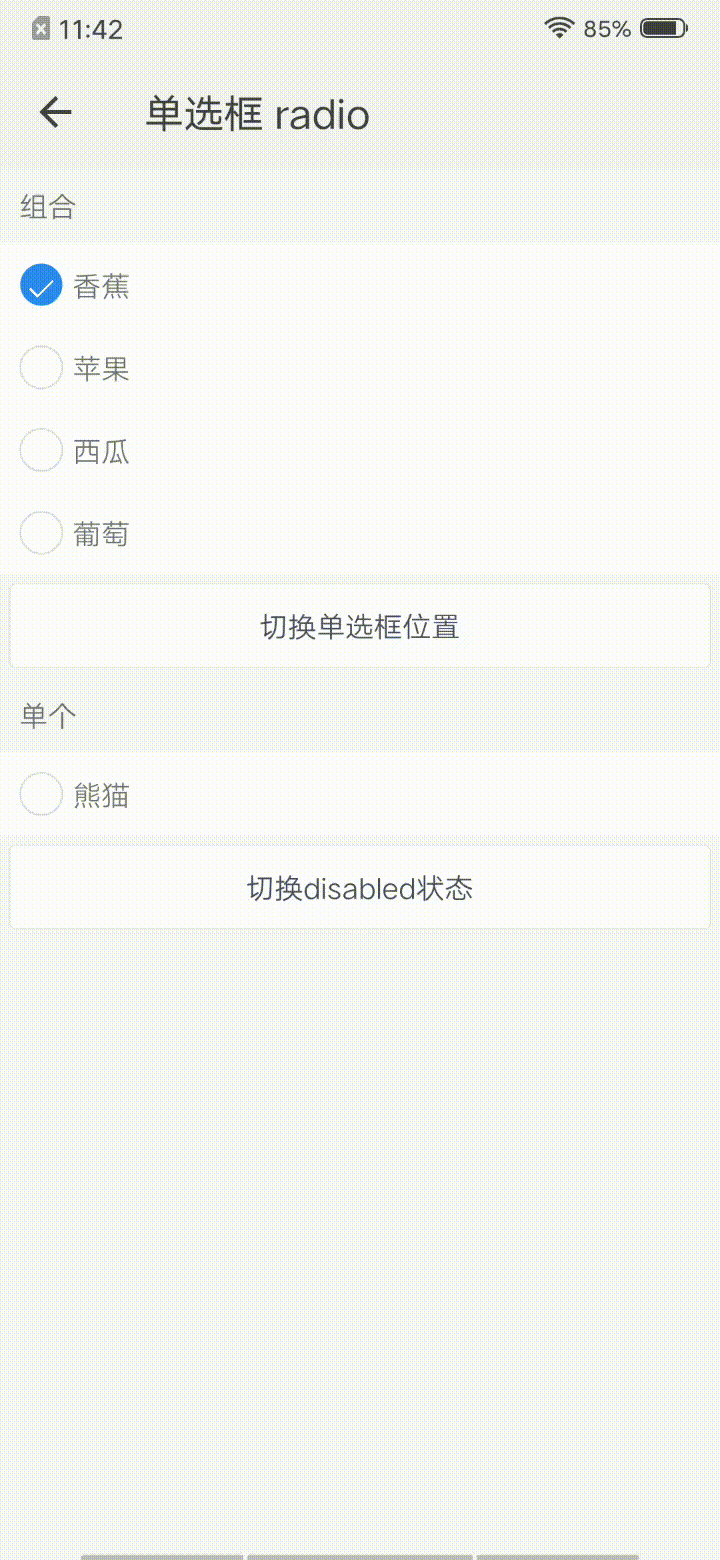 11:42 85%
单选框 radio
组合
香蕉
苹果
西瓜
葡萄
切换单选框位置
单个
熊猫
切换disabled状态